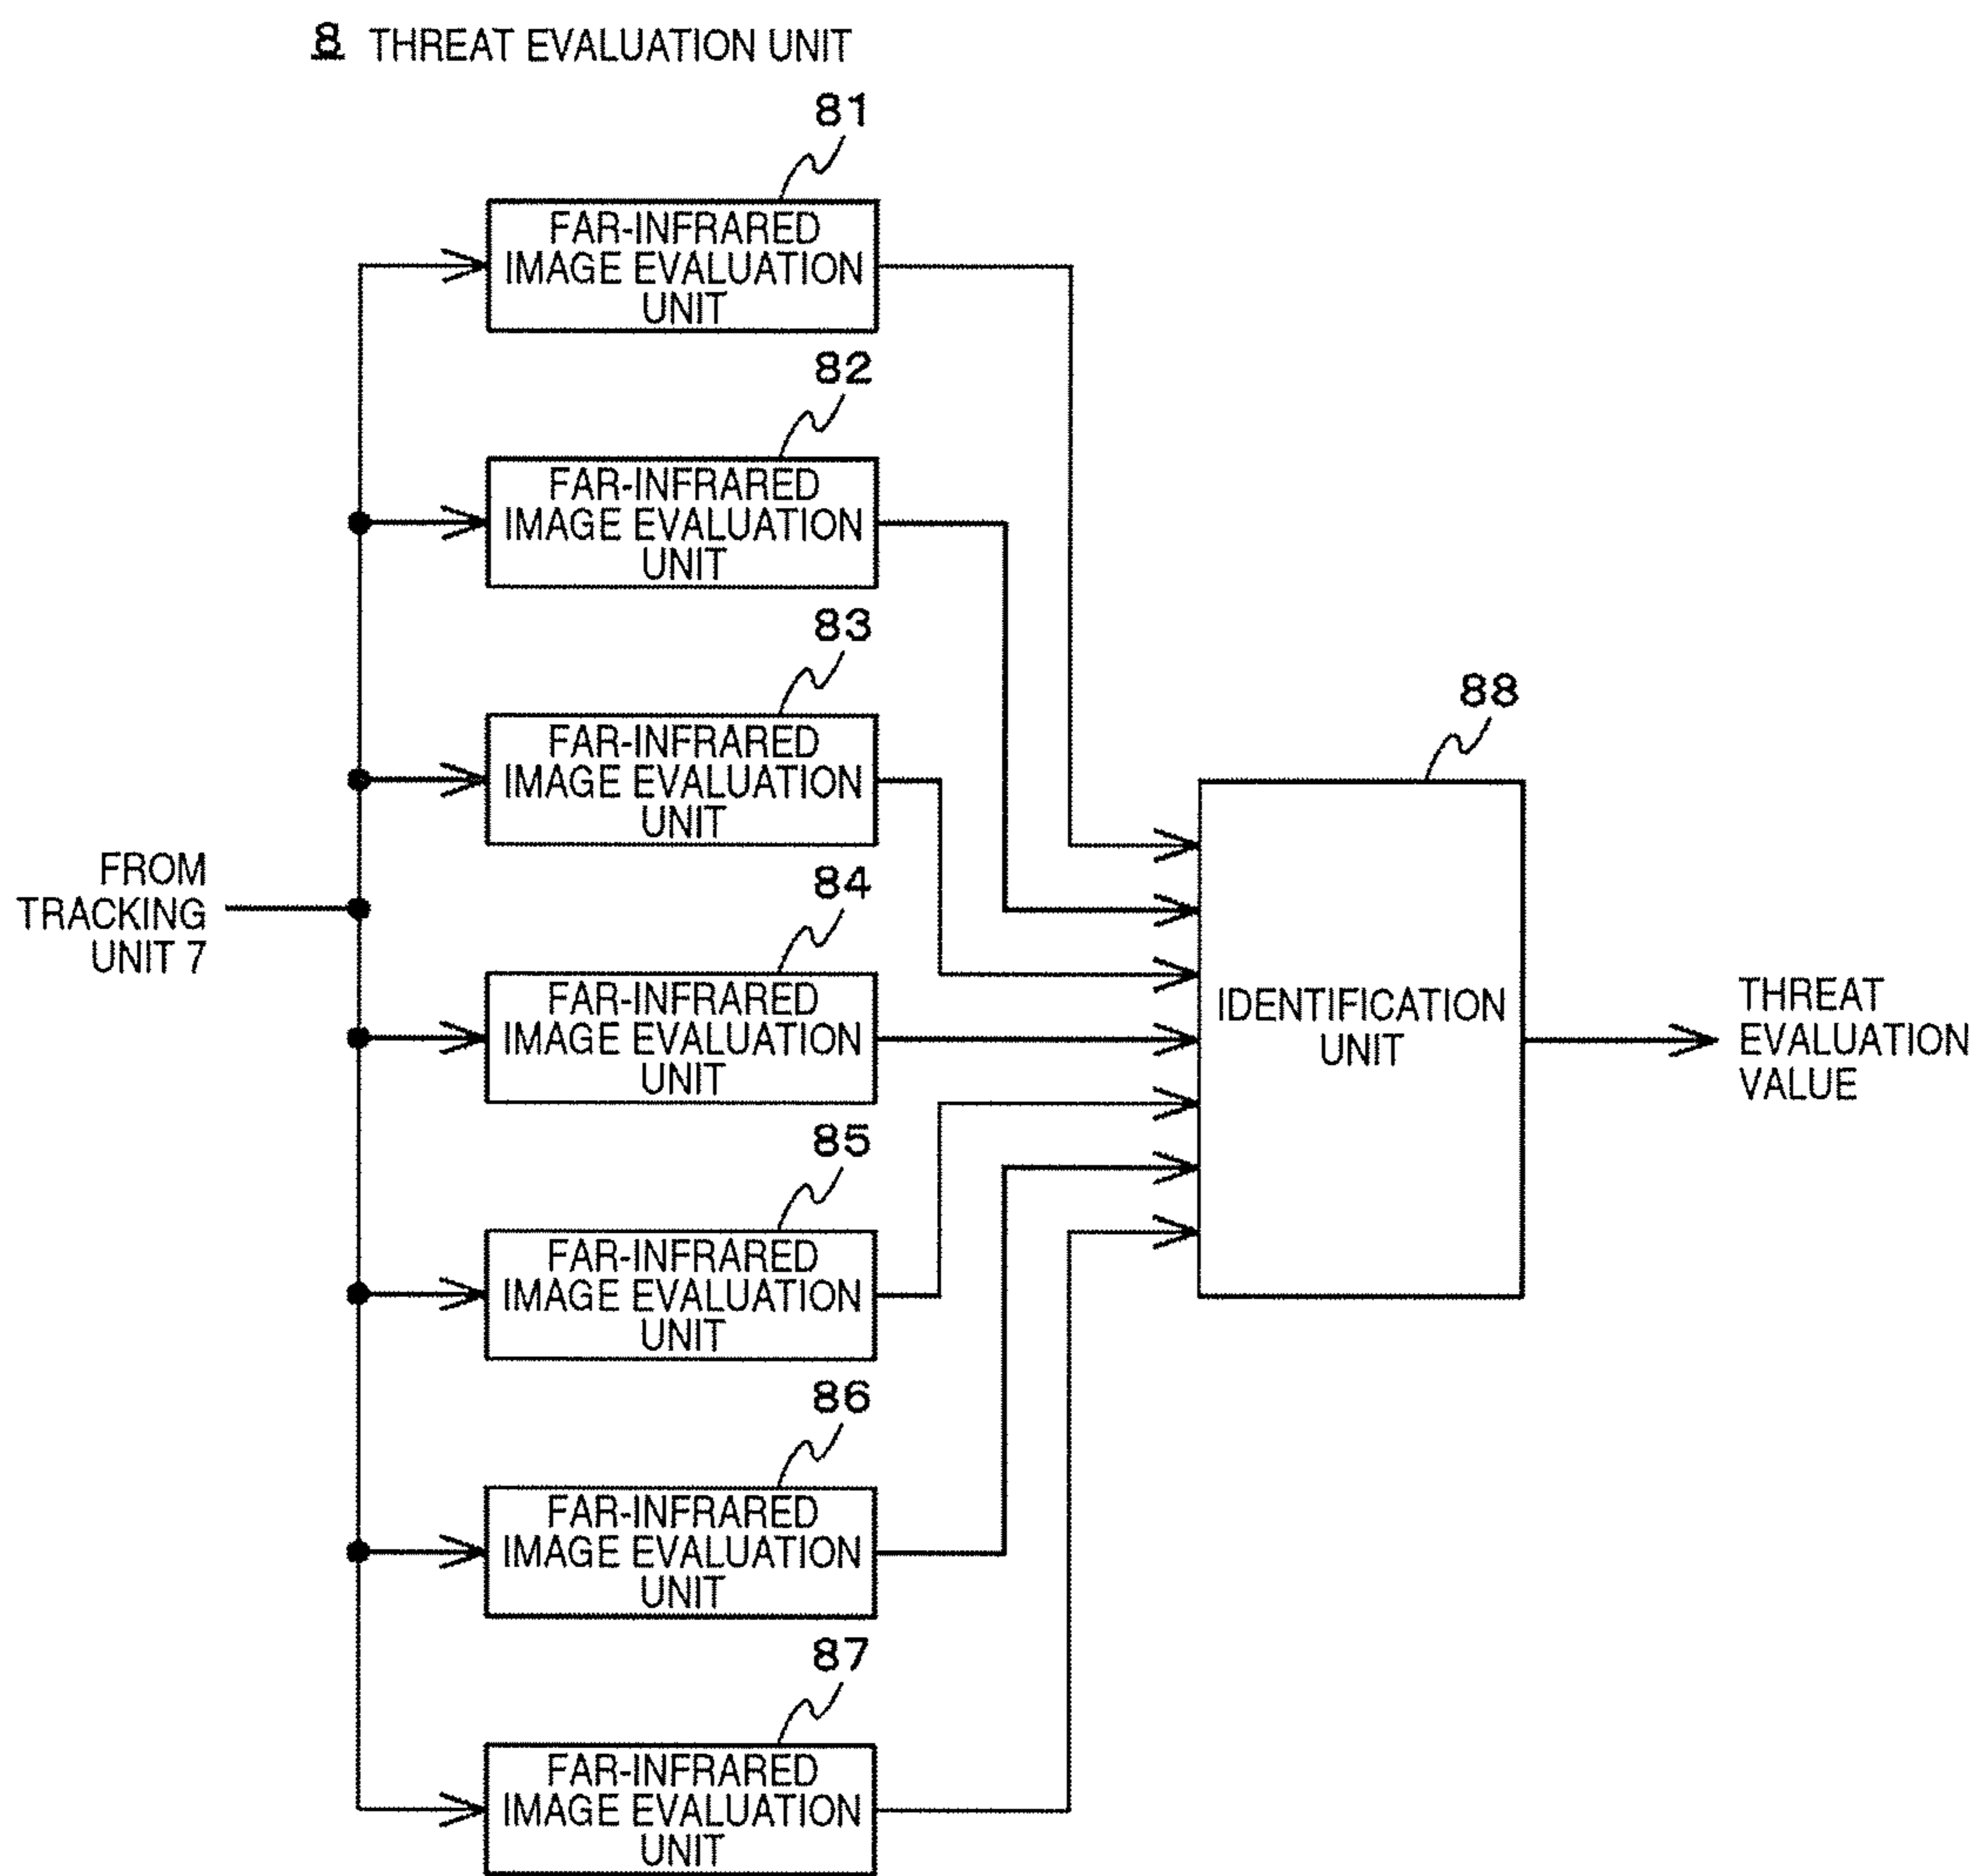 8 THREAT EVALUATION UNIT
81
FAR-INFRARED
IMAGE EVALUATION
UNIT
82
FAR-INFRARED
IMAGE EVALUATION
UNIT
83
FAR-INFRARED
IMAGE EVALUATION
UNIT
FROM
TRACKING
UNIT 7
84
FAR-INFRARED
IMAGE EVALUATION
UNIT
85
FAR-INFRARED
IMAGE EVALUATION
UNIT
86
FAR-INFRARED
IMAGE EVALUATION
UNIT
87
FAR-INFRARED
IMAGE EVALUATION
UNIT
88
IDENTIFICATION
UNIT
THREAT
EVALUATION
VALUE